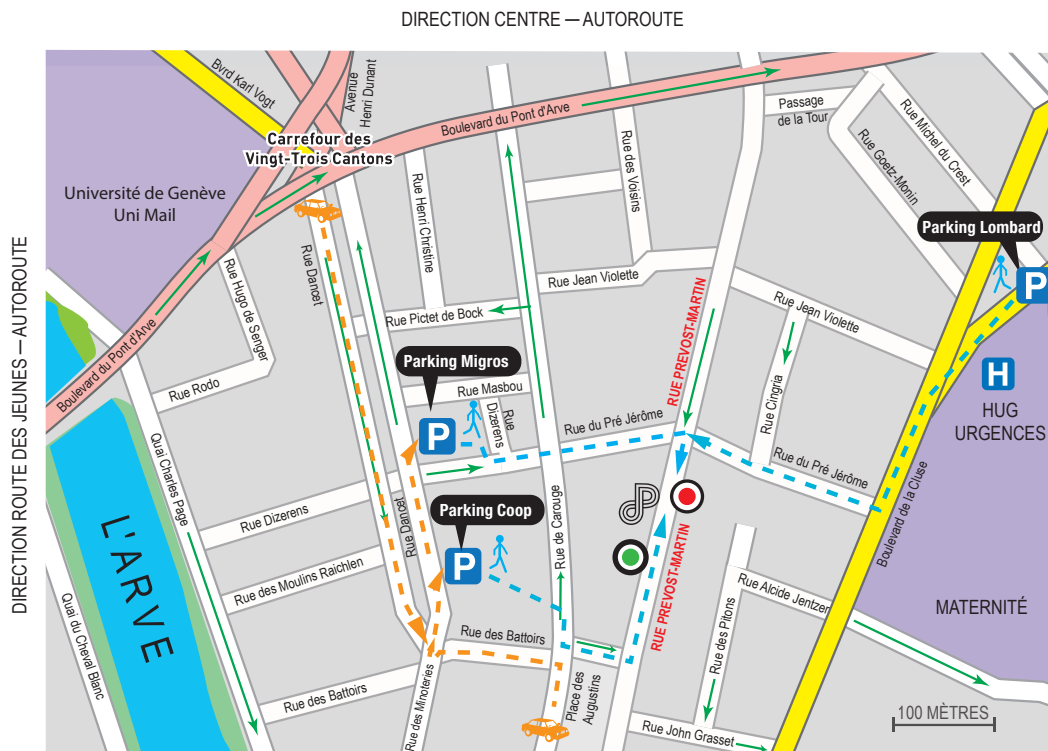 DIRECTION CENTRE — AUTOROUTE
DIRECTION ROUTE DES JEUNES — AUTOROUTE
Bvrd Karl Vogt
Avenue
Henri Dunant
Carrefour des
Vingt-Trois Cantons
Boulevard du Pont d'Arve
Passage
de la Tour
Rue Michel du Crest
Rue Goetz-Monin
Rue des Voisins
Université de Genève
Uni Mail
Rue Henri Christine
Parking Lombard
P
Rue Dancet
Rue Hugo de Senger
Rue Jean Violette
Rue Jean Violette
Rue Pictet de Bock
Boulevard du Pont d'Arve
RUE PREVOST-MARTIN
Parking Migros
P
Rue Masbou
Rue
Dizerens
Rue Rodo
H
HUG
URGENCES
Rue Cingria
Rue du Pré Jérôme
Rue du Pré Jérôme
Quai Charles Page
Rue Dizerens
Rue Dancet
Parking Coop
P
Rue de Carouge
P
Boulevard de la Cluse
L'ARVE
Rue des Moulins Raichlen
RUE PREVOST-MARTIN
Rue Alcide Jentzer
MATERNITÉ
Quai du Cheval Blanc
Rue des Battoirs
Rue des Pitons
Rue des Battoirs
Rue des Minoteries
Place des
Augustins
Rue John Grasset
100 MÈTRES